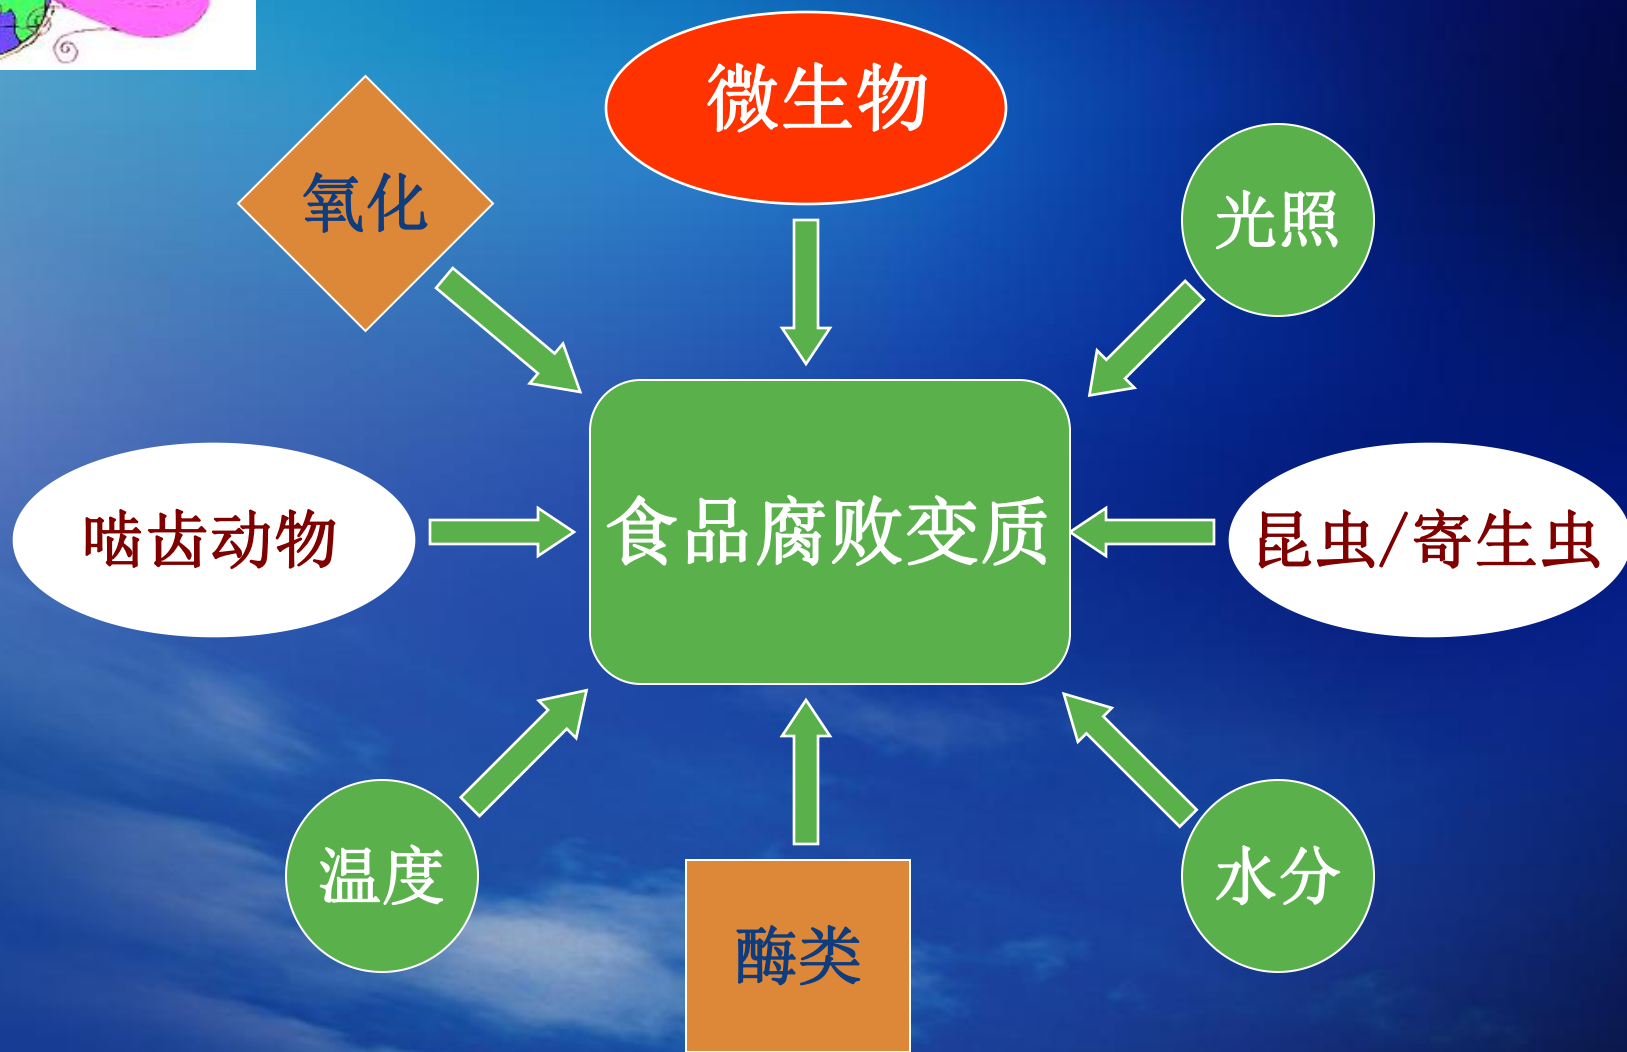 微生物
氧化
光照
啮齿动物
食品腐败变质
昆虫/寄生虫
温度
水分
酶类